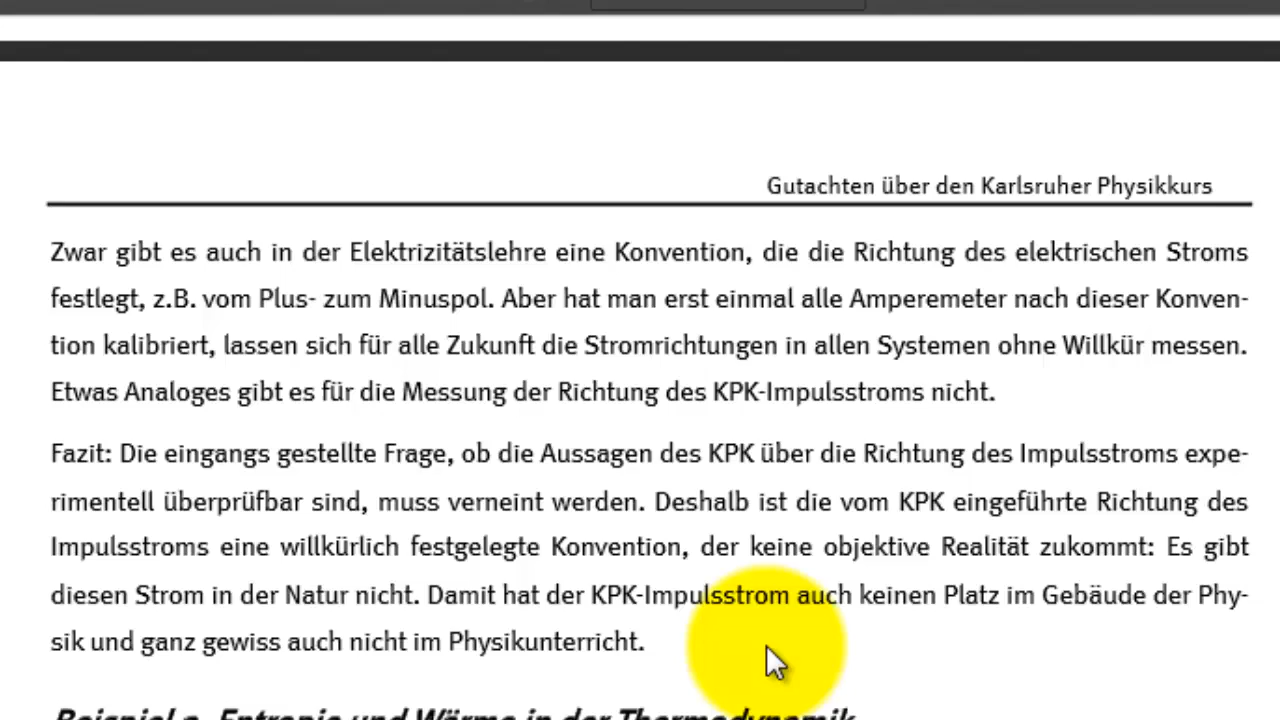 Gutachten über den Karlsruher Physikkurs
Zwar gibt es auch in der Elektrizitätslehre eine Konvention, die die Richtung des elektrischen Stroms
festlegt, z.B. vom Plus- zum Minuspol. Aber hat man erst einmal alle Amperemeter nach dieser Konven-
tion kalibriert, lassen sich für alle Zukunft die Stromrichtungen in allen Systemen ohne Willkür messen.
Etwas Analoges gibt es für die Messung der Richtung des KPK-Impulsstroms nicht.
Fazit: Die eingangs gestellte Frage, ob die Aussagen des KPK über die Richtung des Impulsstroms expe-
rimentell überprüfbar sind, muss verneint werden. Deshalb ist die vom KPK eingeführte Richtung des
Impulsstroms eine willkürlich festgelegte Konvention, der keine objektive Realität zukommt: Es gibt
diesen Strom in der Natur nicht. Damit hat der KPK-Impulsstrom auch keinen Platz im Gebäude der Phy-
sik und ganz gewiss auch nicht im Physikunterricht.
Entropie und Wärme in der Thermodynamik